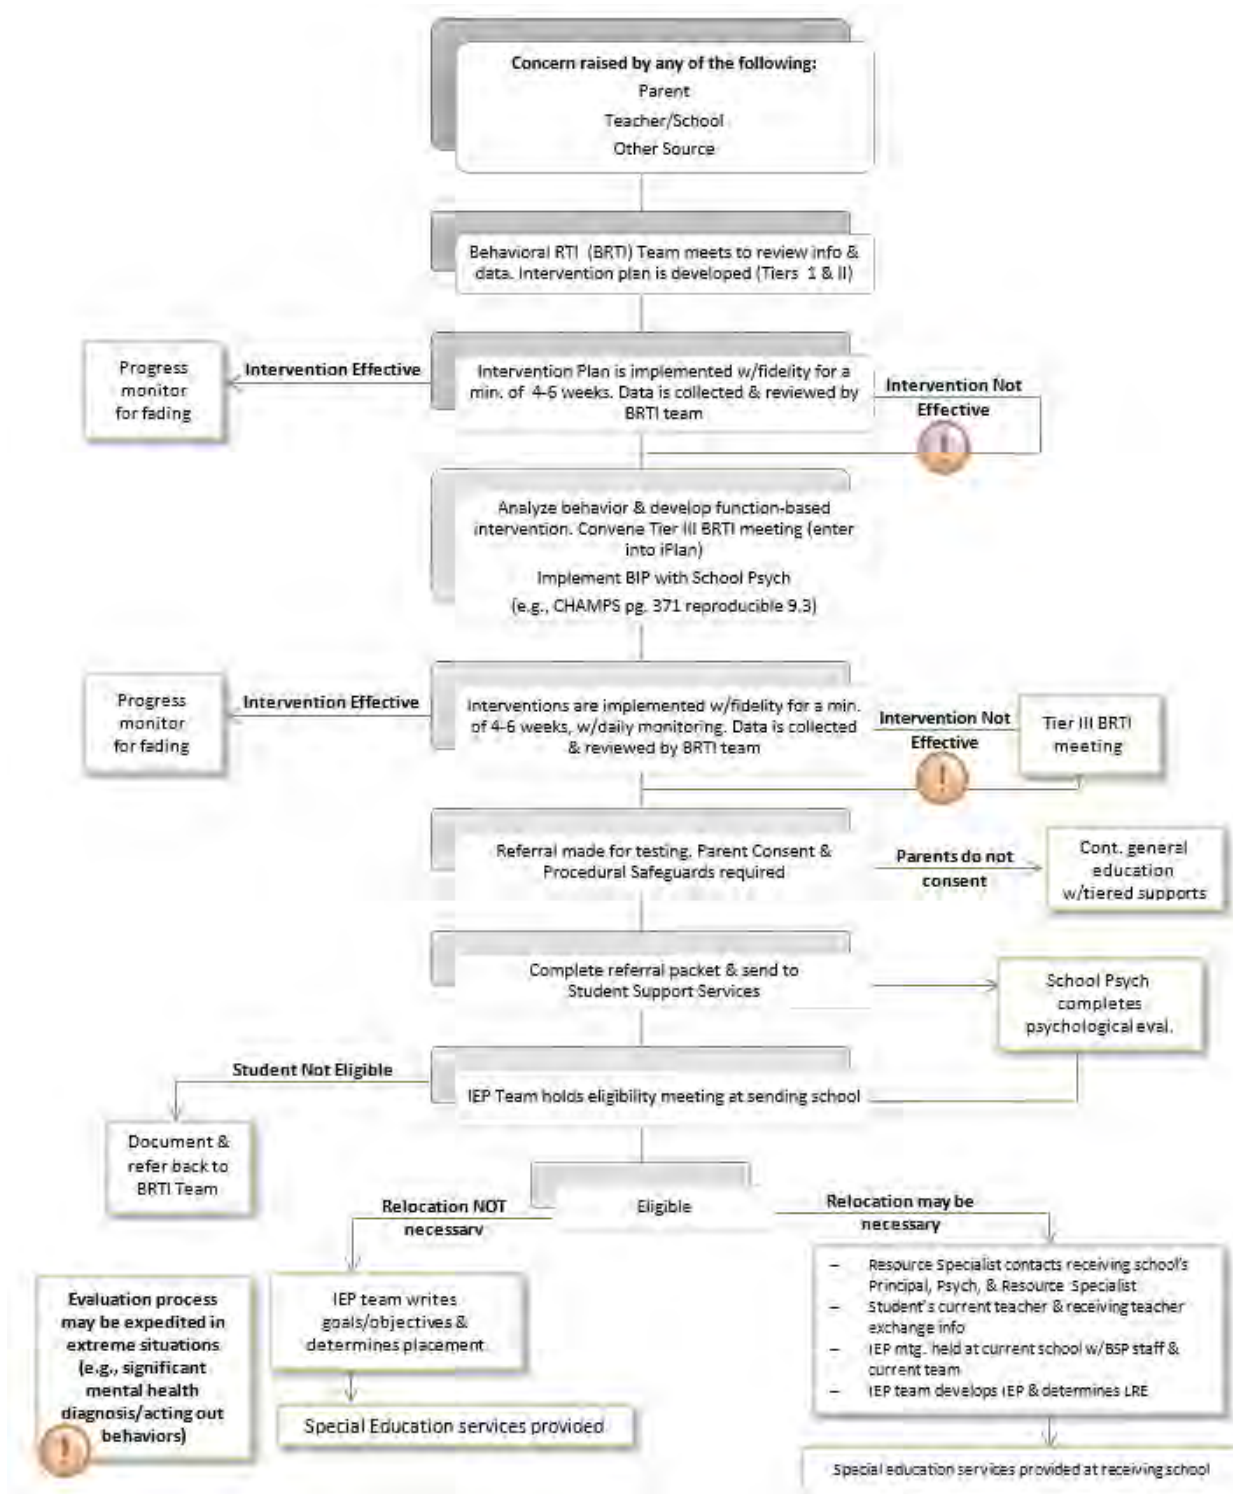 Concern raised by any of the following:
Parent
Teacher/School
Other Source
Behavioral RTI (BRTI) Team meets to review info &
data. Intervention plan is developed (Tiers 1 & II)
Progress
monitor
for fading
Intervention Effective
Intervention Plan is implemented w/fidelity for a
min. of 4-6 weeks. Data is collected & reviewed by
BRTI team
Intervention Not
Effective
!
Analyze behavior & develop function-based
intervention. Convene Tier III BRTI meeting (enter
into iPlan)
Implement BIP with School Psych
(e.g., CHAMPS pg. 371 reproducible 9.3)
Progress
monitor
for fading
Intervention Effective
Interventions are implemented w/fidelity for a min.
of 4-6 weeks, w/daily monitoring. Data is collected
& reviewed by BRTI team
Intervention Not
Effective
!
Tier III BRTI
meeting
Referral made for testing. Parent Consent &
Procedural Safeguards required
Parents do not
consent
Cont. general
education
w/tiered supports
Complete referral packet & send to
Student Support Services
School Psych
completes
psychological eval.
Student Not Eligible
IEP Team holds eligibility meeting at sending school
Document &
refer back to
BRTI Team
Eligible
Relocation NOT
necessary
Relocation may be
necessary
IEP team writes
goals/objectives &
determines placement
Special Education services provided
– Resource Specialist contacts receiving school's
Principal, Psych, & Resource Specialist
– Student's current teacher & receiving teacher
exchange info
– IEP mtg. held at current school w/BSP staff &
current team
– IEP team develops IEP & determines LRE
Special education services provided at receiving school
Evaluation process
may be expedited in
extreme situations
(e.g., significant
mental health
diagnosis/acting out
behaviors)
!